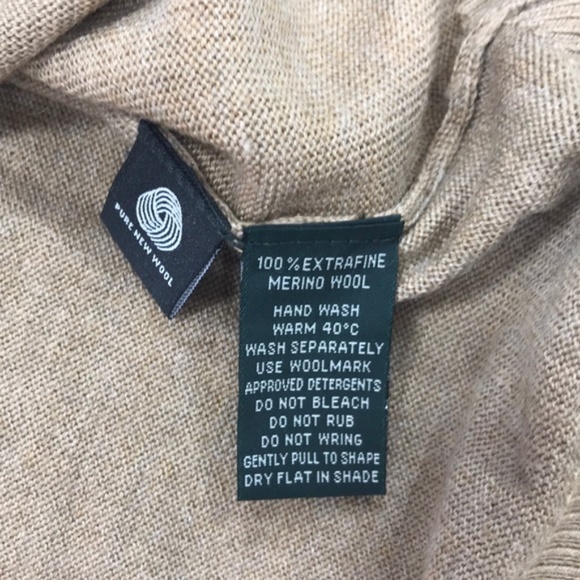 PURE NEW WOOL
100% EXTRAFINE
MERINO WOOL
HAND WASH
WARM 40°C
WASH SEPARATELY
USE WOOLMARK
APPROVED DETERGENTS
DO NOT BLEACH
DO NOT RUB
DO NOT WRING
GENTLY PULL TO SHAPE
DRY FLAT IN SHADE